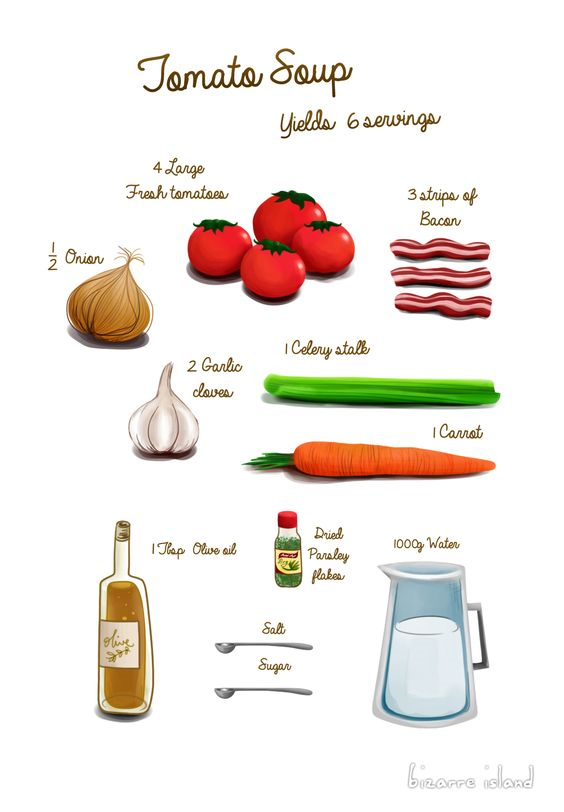 Tomato Soup
Yields 6 servings
4 Large
Fresh tomatoes
3 strips of
Bacon
1/2 Onion
2 Garlic
cloves
1 Celery stalk
1 Carrot
1 Tbsp Olive oil
Dried
Parsley
flakes
1000g Water
olive
Salt
Sugar
bizarre island